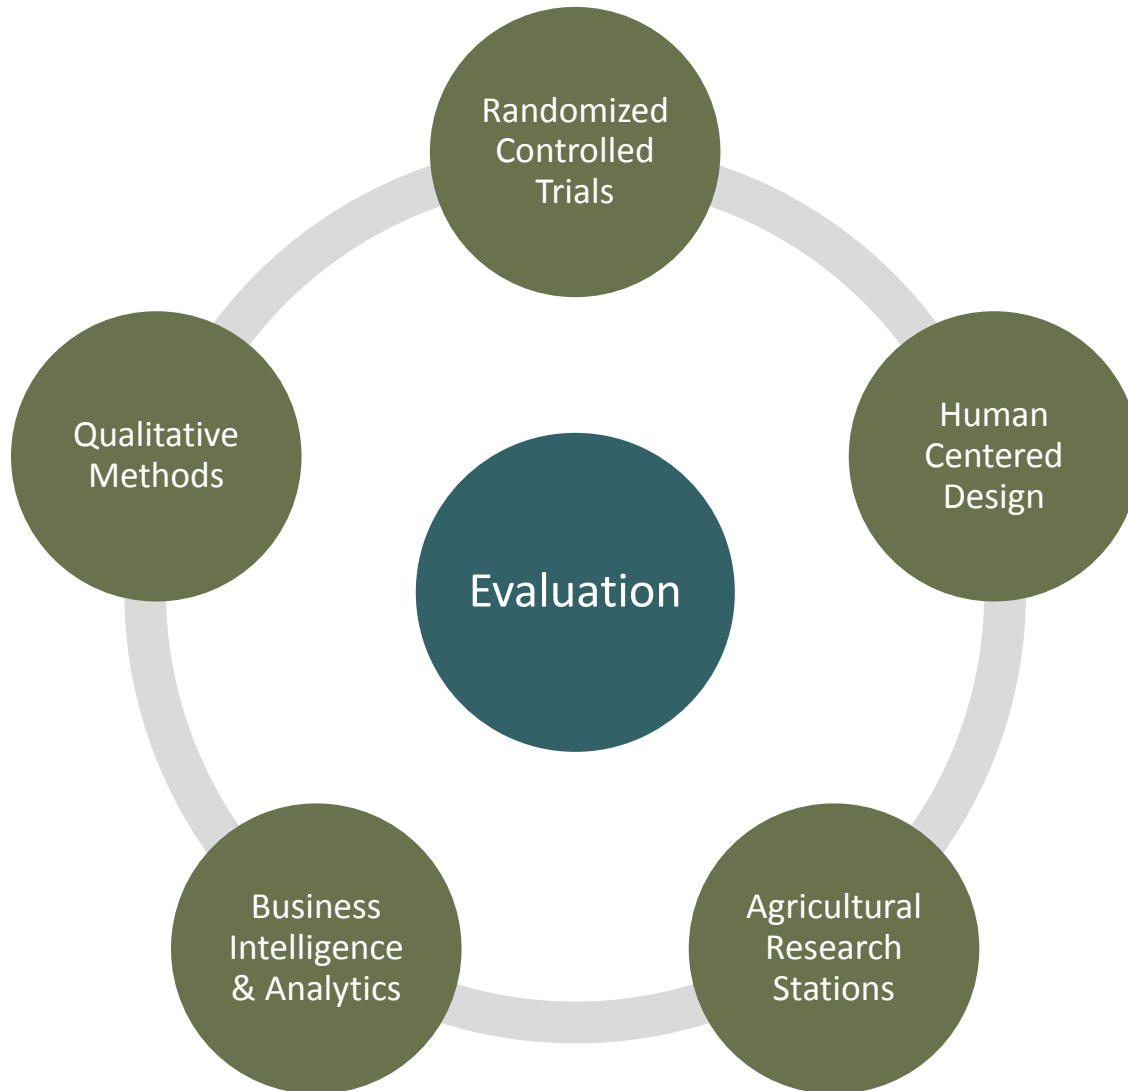 Randomized
Controlled
Trials
Human
Centered
Design
Agricultural
Research
Stations
Business
Intelligence
& Analytics
Qualitative
Methods
Evaluation